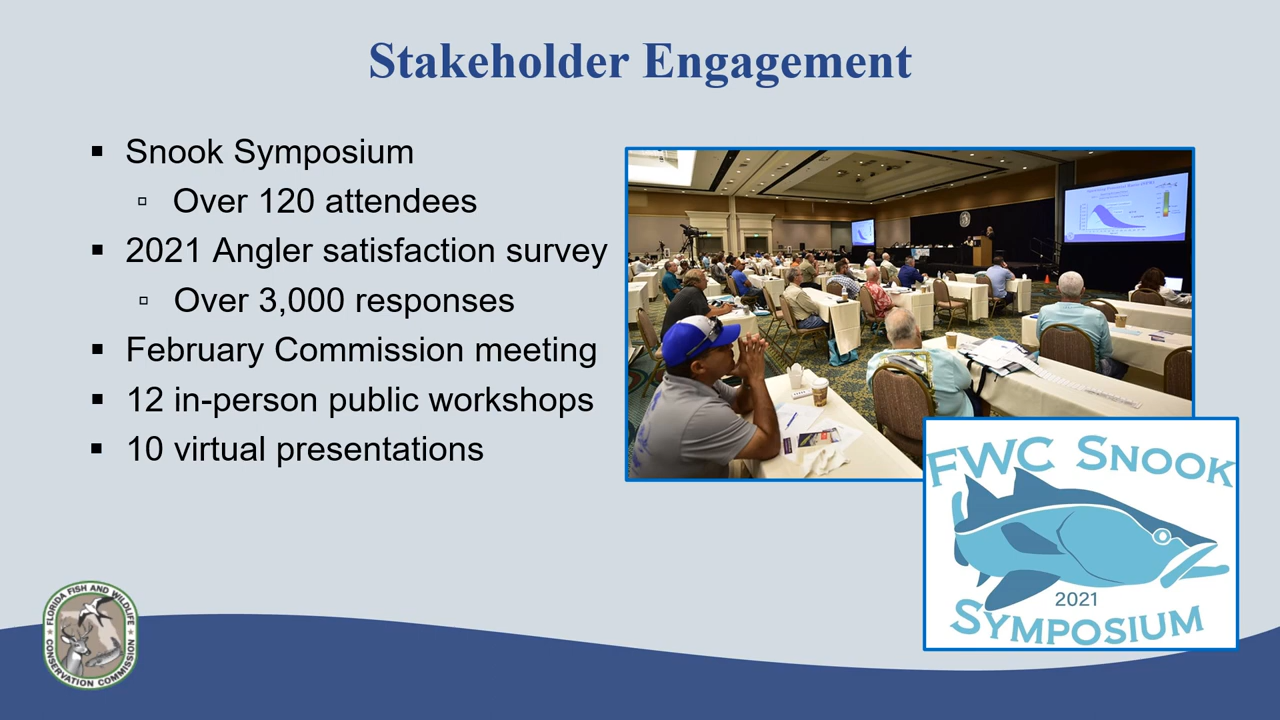 Stakeholder Engagement
▪ Snook Symposium
▫ Over 120 attendees
▪ 2021 Angler satisfaction survey
▫ Over 3,000 responses
▪ February Commission meeting
▪ 12 in-person public workshops
▪ 10 virtual presentations
FWC SNOOK
2021
SYMPOSIUM
FLORIDA FISH AND WILDLIFE
CONSERVATION COMMISSION